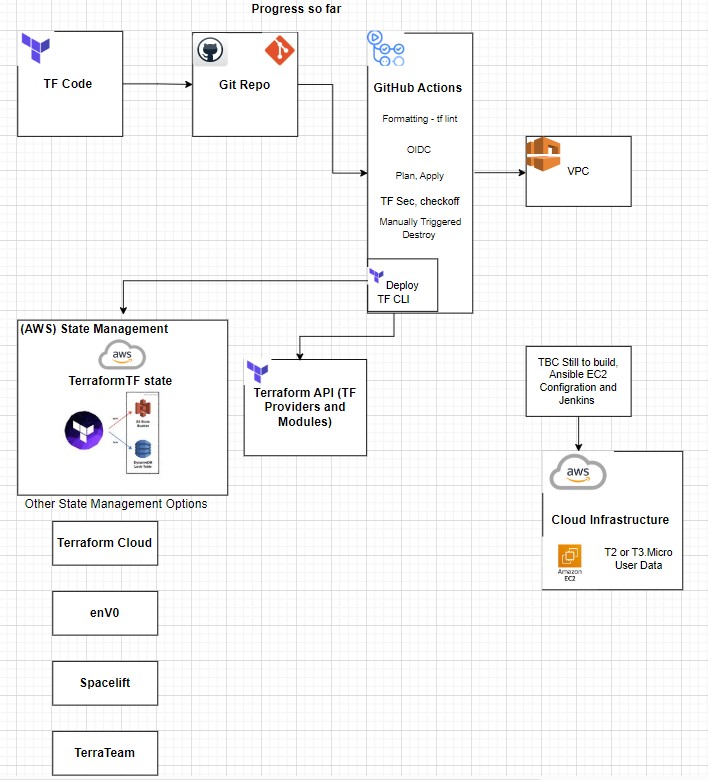 Progress so far
TF Code
Git Repo
GitHub Actions
Formatting - tf lint
OIDC
Plan, Apply
TF Sec, checkoff
Manually Triggered
Destroy
Deploy
TF CLI
VPC
(AWS) State Management
aws
TerraformTF state
S3 State
Bucket
DynamoDB
Lock Table
Terraform API (TF
Providers and
Modules)
TBC Still to build,
Ansible EC2
Configration and
Jenkins
aws
Cloud Infrastructure
Amazon
EC2
T2 or T3.Micro
User Data
Other State Management Options
Terraform Cloud
enV0
Spacelift
TerraTeam